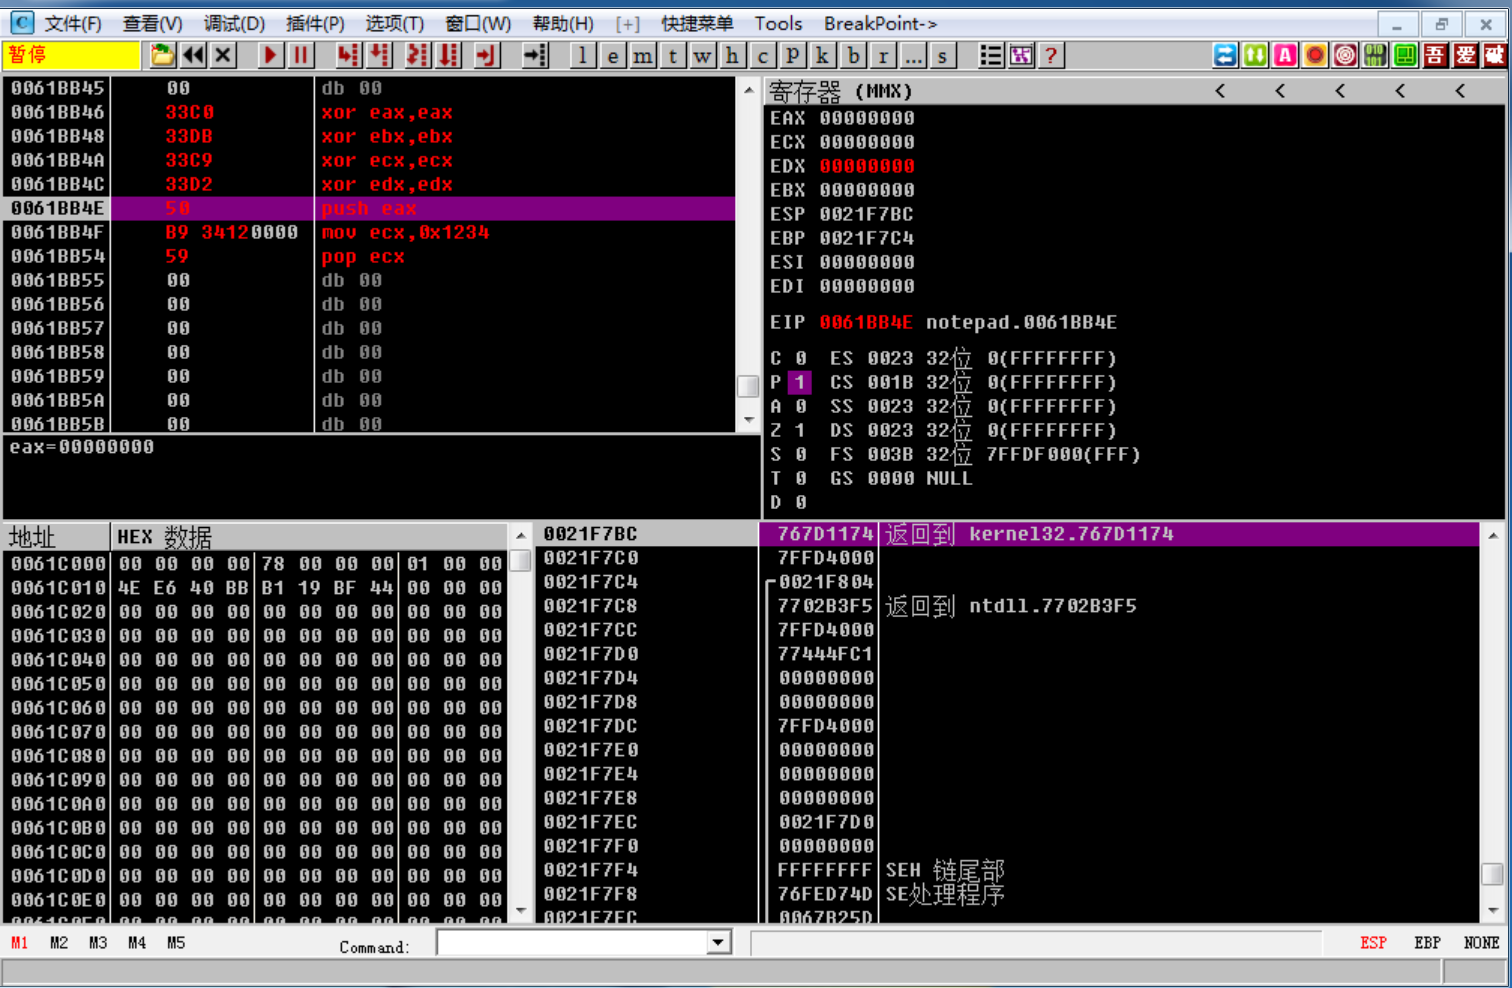 C 文件(F) 查看(V) 调试(D) 插件(P) 选项(T) 窗口(W) 帮助(H) [+] 快捷菜单 Tools BreakPoint->
暂停 l e m t w h c P k b r ... s ? A 010 101 吾 爱 破
0061BB45 00 db 00
0061BB46 33C0 xor eax,eax
0061BB48 33DB xor ebx,ebx
0061BB4A 33C9 xor ecx,ecx
0061BB4C 33D2 xor edx,edx
0061BB4E 50 push eax
0061BB4F B9 34120000 mov ecx,0x1234
0061BB54 59 pop ecx
0061BB55 00 db 00
0061BB56 00 db 00
0061BB57 00 db 00
0061BB58 00 db 00
0061BB59 00 db 00
0061BB5A 00 db 00
0061BB5B 00 db 00
eax=00000000
寄存器 (MMX) < < < < <
EAX 00000000
ECX 00000000
EDX 00000000
EBX 00000000
ESP 0021F7BC
EBP 0021F7C4
ESI 00000000
EDI 00000000
EIP 0061BB4E notepad.0061BB4E
C 0 ES 0023 32位 0(FFFFFFFF)
P 1 CS 001B 32位 0(FFFFFFFF)
A 0 SS 0023 32位 0(FFFFFFFF)
Z 1 DS 0023 32位 0(FFFFFFFF)
S 0 FS 003B 32位 7FFDF000(FFF)
T 0 GS 0000 NULL
D 0
地址 HEX 数据
0061C000 00 00 00 00 78 00 00 00 01 00 00
0061C010 4E E6 40 BB B1 19 BF 44 00 00 00
0061C020 00 00 00 00 00 00 00 00 00 00 00
0061C030 00 00 00 00 00 00 00 00 00 00 00
0061C040 00 00 00 00 00 00 00 00 00 00 00
0061C050 00 00 00 00 00 00 00 00 00 00 00
0061C060 00 00 00 00 00 00 00 00 00 00 00
0061C070 00 00 00 00 00 00 00 00 00 00 00
0061C080 00 00 00 00 00 00 00 00 00 00 00
0061C090 00 00 00 00 00 00 00 00 00 00 00
0061C0A0 00 00 00 00 00 00 00 00 00 00 00
0061C0B0 00 00 00 00 00 00 00 00 00 00 00
0061C0C0 00 00 00 00 00 00 00 00 00 00 00
0061C0D0 00 00 00 00 00 00 00 00 00 00 00
0061C0E0 00 00 00 00 00 00 00 00 00 00 00
0061C0F0 00 00 00 00 00 00 00 00 00 00 00
0021F7BC 767D1174 返回到 kernel32.767D1174
0021F7C0 7FFD4000
0021F7C4 0021F804
0021F7C8 7702B3F5 返回到 ntdll.7702B3F5
0021F7CC 7FFD4000
0021F7D0 77444FC1
0021F7D4 00000000
0021F7D8 00000000
0021F7DC 7FFD4000
0021F7E0 00000000
0021F7E4 00000000
0021F7E8 00000000
0021F7EC 0021F7D0
0021F7F0 00000000
0021F7F4 FFFFFFFF SEH 链尾部
0021F7F8 76FED74D SE处理程序
0021F7FC 0067B25D
M1 M2 M3 M4 M5 Command: ESP EBP NONE